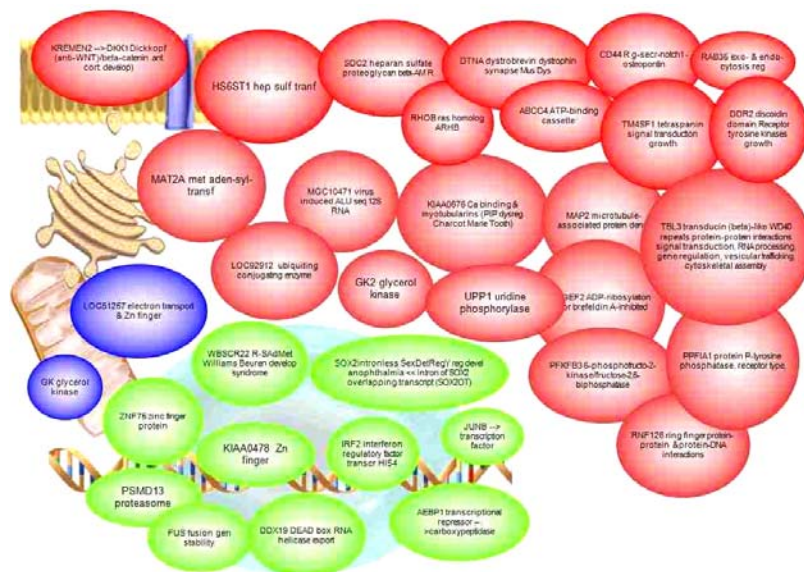 KREMEN2 -->DKK1 Dickkopf
(anti-WNT)/beta-catenin ant.
cort. develop)
HS6ST1 hep sulf tranf
SDC2 heparan sulfate
proteoglycan beta-AM R.
DTNA dystrobrevin dystrophin
synapse Mus Dys
CD44 R g-secr-notch1-
osteopontin
RAB36 exo- & endo-
cytosis reg
RHOB ras homolog
ARHB
ABCC4 ATP-binding
cassette
TM4SF1 tetraspanin
signal transduction
growth
DDR2 discoidin
domain Receptor
tyrosine kinases
growth
MAT2A met aden-syl-
transf
MGC10471 virus
induced ALU seq 12S
RNA
KIAA0676 Ca binding &
myotubularins (PIP dysreg.
Charcot Marie Tooth)
MAP2 microtubule-
associated protein den
TBL3 transducin (beta)-like WD40
repeats protein-protein interactions
signal transduction, RNA processing,
gene regulation, vesicular trafficking,
cytoskeletal assembly
LOC92912 ubiquiting
conjugating enzyme
GK2 glycerol
kinase
UPP1 uridine
phosphorylase
GEF2 ADP-ribosylation
or brefeldin A-inhibited
LOC51267 electron transport
& Zn finger
GK glycerol
kinase
WBSCR22 R-SAdMet
Williams Beuren develop
syndrome
SOX2intronless SexDetRegY reg devel
anophthalmia << intron of SOX2
overlapping transcript (SOX2OT)
PFKFB3 6-phosphofructo-2-
kinase/fructose-2,6-
biphosphatase
PPFIA1 protein R-tyrosine
phosphatase, receptor type,
ZNF76 zinc finger
protein
KIAA0478 Zn
finger
IRF2 interferon
regulatory factor
transcr HIS4
JUNB -->
transcription
factor
RNF126 ring finger protein-
protein & protein-DNA
interactions
PSMD13
proteasome
FUS fusion gen
stability
DDX19 DEAD box RNA
helicase export
AEBP1 transcriptional
repressor --
>carboxypeptidase